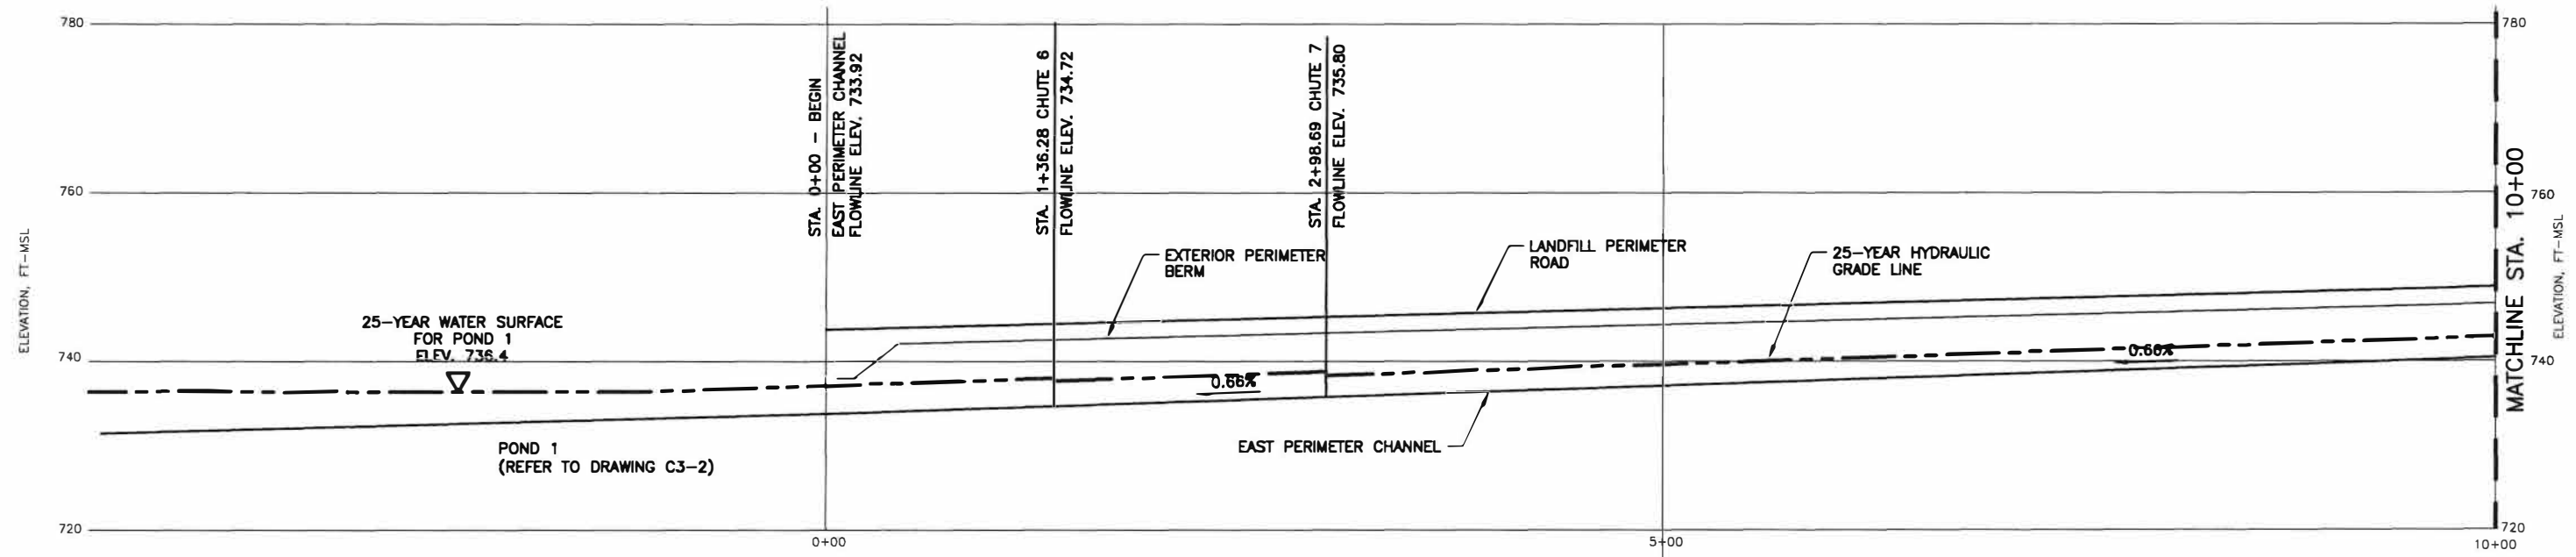 780
760
740
720
ELEVATION, FT-MSL
STA. 0+00 - BEGIN
EAST PERIMETER CHANNEL
FLOWLINE ELEV. 733.92
STA. 1+36.28 CHUTE 6
FLOWLINE ELEV. 734.72
STA. 2+98.69 CHUTE 7
FLOWLINE ELEV. 735.80
EXTERIOR PERIMETER
BERM
LANDFILL PERIMETER
ROAD
25-YEAR HYDRAULIC
GRADE LINE
25-YEAR WATER SURFACE
FOR POND 1
ELEV. 736.4
0.66%
0.66%
POND 1
(REFER TO DRAWING C3-2)
EAST PERIMETER CHANNEL
MATCHLINE STA. 10+00
780
760
740
720
ELEVATION, FT-MSL
0+00
5+00
10+00